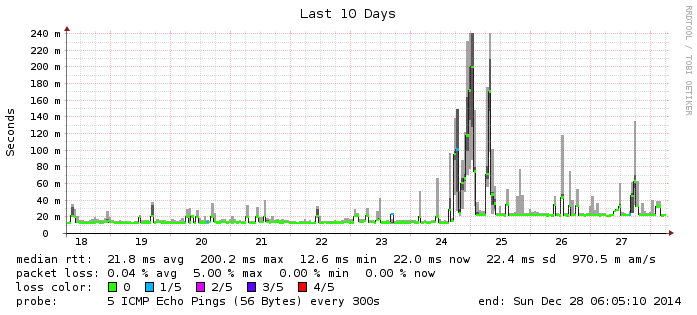 Last 10 Days
RRDTOOL / TOBI OETIKER
Seconds
240 m
220 m
200 m
180 m
160 m
140 m
120 m
100 m
80 m
60 m
40 m
20 m
0
18 19 20 21 22 23 24 25 26 27
median rtt: 21.8 ms avg 200.2 ms max 12.6 ms min 22.0 ms now 22.4 ms sd 970.5 m am/s
packet loss: 0.04 % avg 5.00 % max 0.00 % min 0.00 % now
loss color: 0 1/5 2/5 3/5 4/5
probe: 5 ICMP Echo Pings (56 Bytes) every 300s end: Sun Dec 28 06:05:10 2014